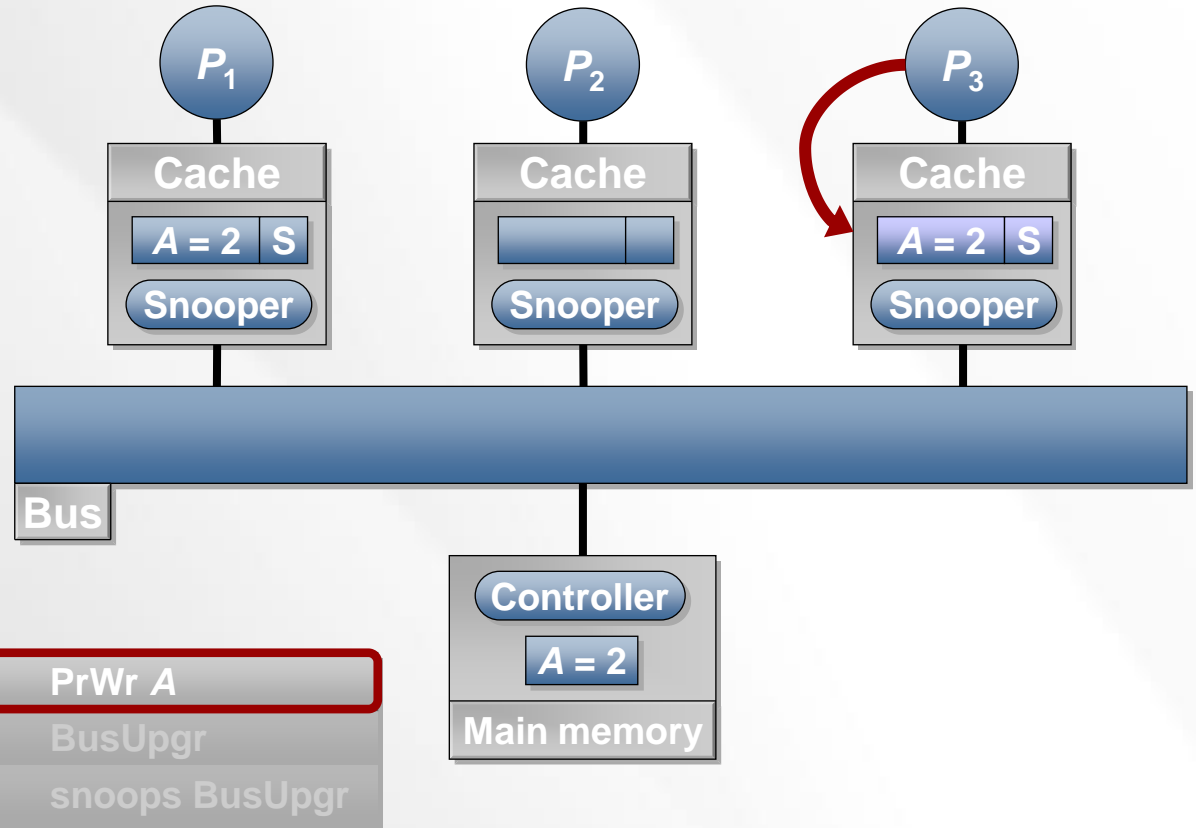 P1 P2 P3
Cache Cache Cache
A = 2 S A = 2 S
Snooper Snooper Snooper
Bus
Controller
A = 2
Main memory
PrWr A
BusUpgr
snoops BusUpgr